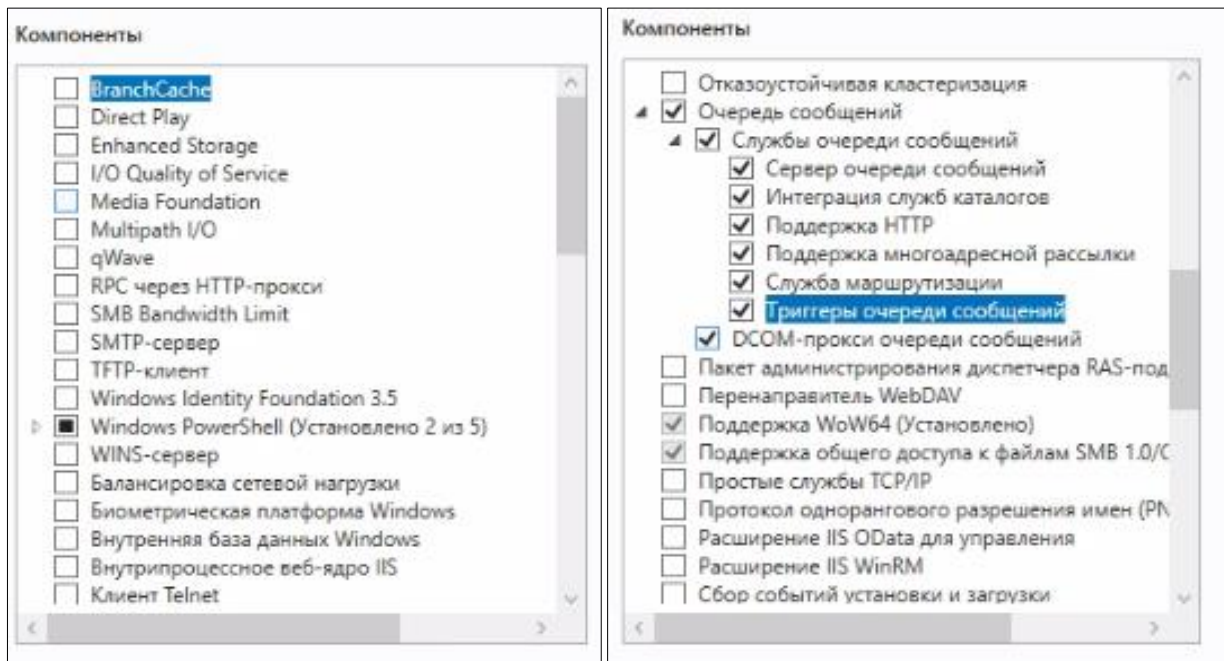 Компоненты
BranchCache
Direct Play
Enhanced Storage
I/O Quality of Service
Media Foundation
Multipath I/O
qWave
RPC через HTTP-прокси
SMB Bandwidth Limit
SMTP-сервер
TFTP-клиент
Windows Identity Foundation 3.5
Windows PowerShell (Установлено 2 из 5)
WINS-сервер
Балансировка сетевой нагрузки
Биометрическая платформа Windows
Внутренняя база данных Windows
Внутрипроцессное веб-ядро IIS
Клиент Telnet
Компоненты
Отказоустойчивая кластеризация
Очередь сообщений
Службы очереди сообщений
Сервер очереди сообщений
Интеграция служб каталогов
Поддержка HTTP
Поддержка многоадресной рассылки
Служба маршрутизации
Триггеры очереди сообщений
DCOM-прокси очереди сообщений
Пакет администрирования диспетчера RAS-под
Перенаправитель WebDAV
Поддержка WoW64 (Установлено)
Поддержка общего доступа к файлам SMB 1.0/C
Простые службы TCP/IP
Протокол однорангового разрешения имен (PN
Расширение IIS OData для управления
Расширение IIS WinRM
Сбор событий установки и загрузки